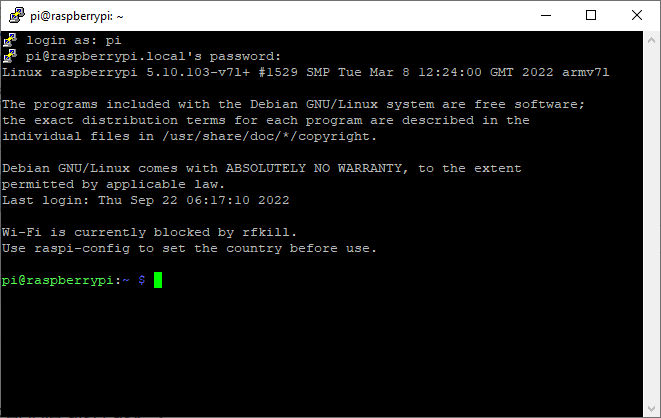 pi@raspberrypi: ~
login as: pi
pi@raspberrypi.local's password:
Linux raspberrypi 5.10.103-v7l+ #1529 SMP Tue Mar 8 12:24:00 GMT 2022 armv7l
The programs included with the Debian GNU/Linux system are free software;
the exact distribution terms for each program are described in the
individual files in /usr/share/doc/*/copyright.
Debian GNU/Linux comes with ABSOLUTELY NO WARRANTY, to the extent
permitted by applicable law.
Last login: Thu Sep 22 06:17:10 2022
Wi-Fi is currently blocked by rfkill.
Use raspi-config to set the country before use.
pi@raspberrypi:~ $